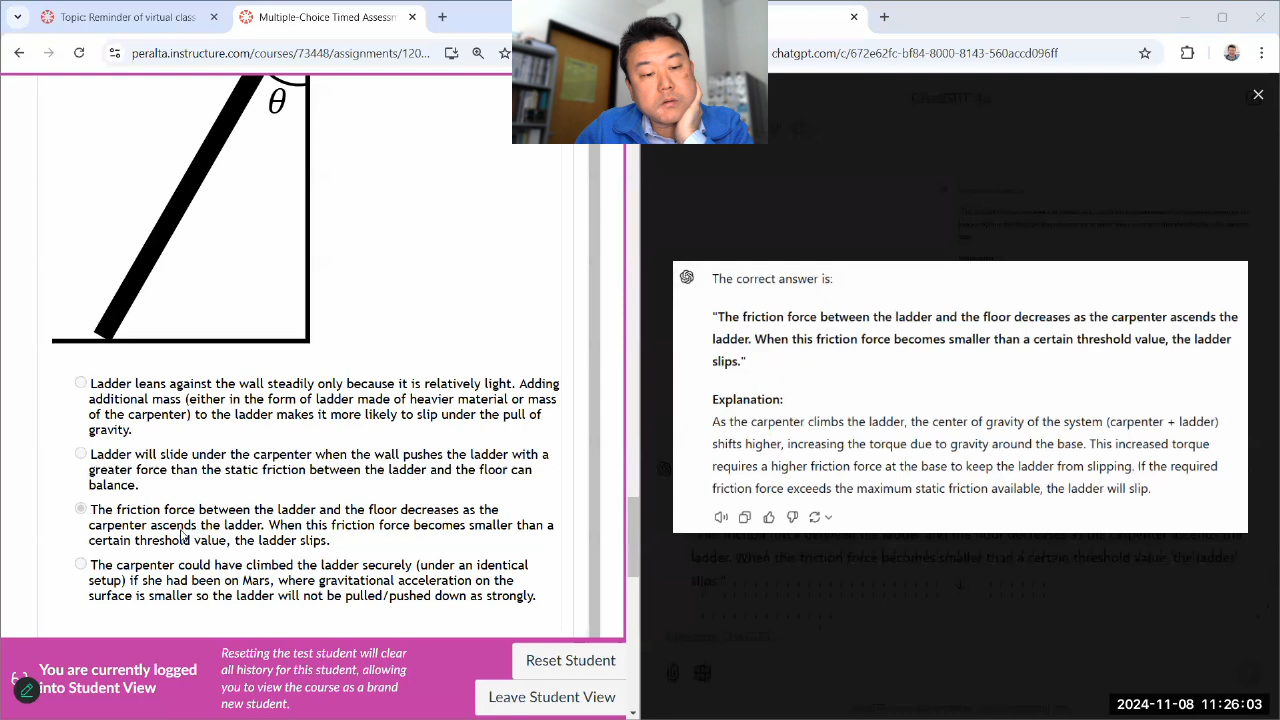 Topic: Reminder of virtual class
Multiple-Choice Timed Assessm
peralta.instructure.com/courses/73448/assignments/120...
chatgpt.com/c/672e62fc-bf84-8000-8143-560accd096ff
θ
Ladder leans against the wall steadily only because it is relatively light. Adding
additional mass (either in the form of ladder made of heavier material or mass
of the carpenter) to the ladder makes it more likely to slip under the pull of
gravity.
Ladder will slide under the carpenter when the wall pushes the ladder with a
greater force than the static friction between the ladder and the floor can
balance.
The friction force between the ladder and the floor decreases as the
carpenter ascends the ladder. When this friction force becomes smaller than a
certain threshold value, the ladder slips.
The carpenter could have climbed the ladder securely (under an identical
setup) if she had been on Mars, where gravitational acceleration on the
surface is smaller so the ladder will not be pulled/pushed down as strongly.
You are currently logged
into Student View
Resetting the test student will clear
all history for this student, allowing
you to view the course as a brand
new student.
Reset Student
Leave Student View
The correct answer is:
"The friction force between the ladder and the floor decreases as the carpenter ascends the
ladder. When this friction force becomes smaller than a certain threshold value, the ladder
slips."
Explanation:
As the carpenter climbs the ladder, the center of gravity of the system (carpenter + ladder)
shifts higher, increasing the torque due to gravity around the base. This increased torque
requires a higher friction force at the base to keep the ladder from slipping. If the required
friction force exceeds the maximum static friction available, the ladder will slip.
ladder. When this friction force becomes smaller than a certain threshold value, the ladder
slips."
2024-11-08 11:26:03